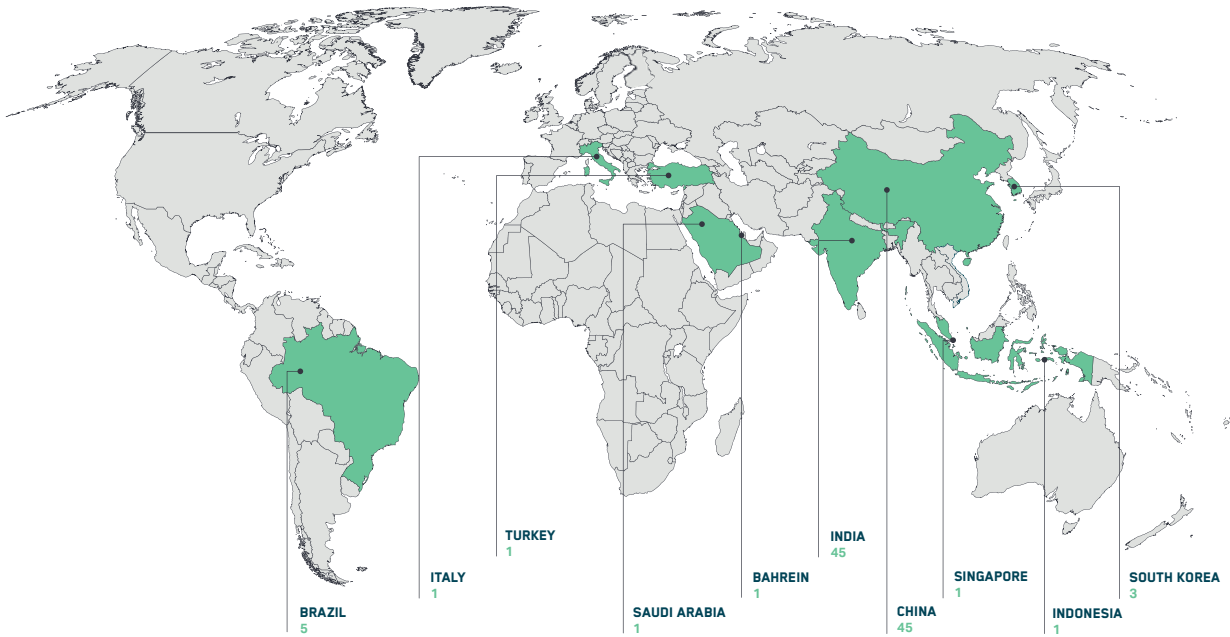 TURKEY
1
INDIA
45
ITALY
1
BAHREIN
1
SINGAPORE
1
SOUTH KOREA
3
BRAZIL
5
SAUDI ARABIA
1
CHINA
45
INDONESIA
1